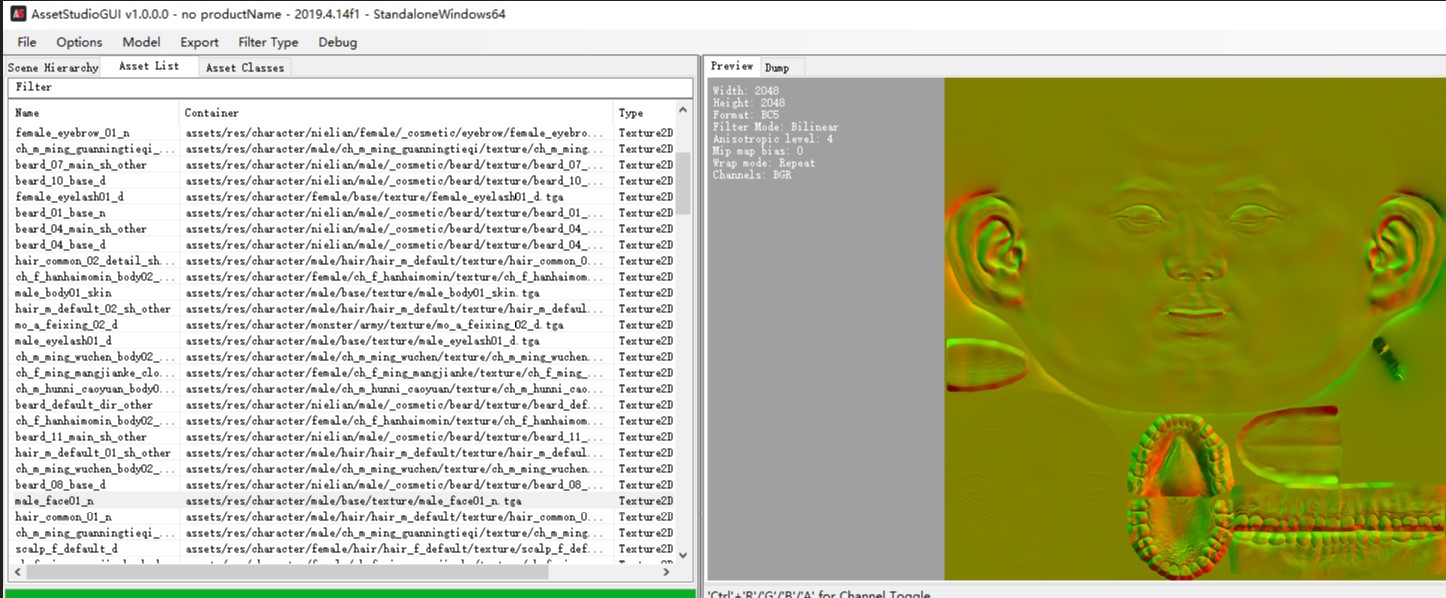 AssetStudioGUI v1.0.0.0 - no productName - 2019.4.14f1 - StandaloneWindows64
File Options Model Export Filter Type Debug
Scene Hierarchy Asset List Asset Classes
Filter
Name Container Type
female_eyebrow_01_n assets/res/character/nielian/female/_cosmetic/eyebrow/female_eyebro... Texture2D
ch_m_ming_guanningtieqi_... assets/res/character/male/ch_m_ming_guanningtieqi/texture/ch_m_ming... Texture2D
beard_07_main_sh_other assets/res/character/nielian/male/_cosmetic/beard/texture/beard_07_... Texture2D
beard_10_base_d assets/res/character/nielian/male/_cosmetic/beard/texture/beard_10_... Texture2D
female_eyelash01_d assets/res/character/female/base/texture/female_eyelash01_d.tga Texture2D
beard_01_base_n assets/res/character/nielian/male/_cosmetic/beard/texture/beard_01_... Texture2D
beard_04_main_sh_other assets/res/character/nielian/male/_cosmetic/beard/texture/beard_04_... Texture2D
beard_04_base_d assets/res/character/nielian/male/_cosmetic/beard/texture/beard_04_... Texture2D
hair_common_02_detail_sh... assets/res/character/male/hair/hair_m_default/texture/hair_common_0... Texture2D
ch_f_hanhaimomin_body02_... assets/res/character/female/ch_f_hanhaimomin/texture/ch_f_hanhaimom... Texture2D
male_body01_skin assets/res/character/male/base/texture/male_body01_skin.tga Texture2D
hair_m_default_02_sh_other assets/res/character/male/hair/hair_m_default/texture/hair_m_defaul... Texture2D
mo_a_feixing_02_d assets/res/character/monster/army/texture/mo_a_feixing_02_d.tga Texture2D
male_eyelash01_d assets/res/character/male/base/texture/male_eyelash01_d.tga Texture2D
ch_m_ming_wuchen_body02_... assets/res/character/male/ch_m_ming_wuchen/texture/ch_m_ming_wuchen... Texture2D
ch_f_ming_mangjianke_clo... assets/res/character/female/ch_f_ming_mangjianke/texture/ch_f_ming_... Texture2D
ch_m_hunni_caoyuan_body0... assets/res/character/male/ch_m_hunni_caoyuan/texture/ch_m_hunni_cao... Texture2D
beard_default_dir_other assets/res/character/nielian/male/_cosmetic/beard/texture/beard_def... Texture2D
ch_f_hanhaimomin_body02_... assets/res/character/female/ch_f_hanhaimomin/texture/ch_f_hanhaimom... Texture2D
beard_11_main_sh_other assets/res/character/nielian/male/_cosmetic/beard/texture/beard_11_... Texture2D
hair_m_default_01_sh_other assets/res/character/male/hair/hair_m_default/texture/hair_m_defaul... Texture2D
ch_m_ming_wuchen_body02_... assets/res/character/male/ch_m_ming_wuchen/texture/ch_m_ming_wuchen... Texture2D
beard_08_base_d assets/res/character/nielian/male/_cosmetic/beard/texture/beard_08_... Texture2D
male_face01_n assets/res/character/male/base/texture/male_face01_n.tga Texture2D
hair_common_01_n assets/res/character/male/hair/hair_m_default/texture/hair_common_0... Texture2D
ch_m_ming_guanningtieqi_... assets/res/character/male/ch_m_ming_guanningtieqi/texture/ch_m_ming... Texture2D
scalp_f_default_d assets/res/character/female/hair/hair_f_default/texture/scalp_f_def... Texture2D
Preview Dump
Width: 2048
Height: 2048
Format: BC5
Filter Mode: Bilinear
Anisotropic level: 4
Mip map bias: 0
Wrap mode: Repeat
Channels: BGR
'Ctrl'+'R'/'G'/'B'/'A' for Channel Toggle